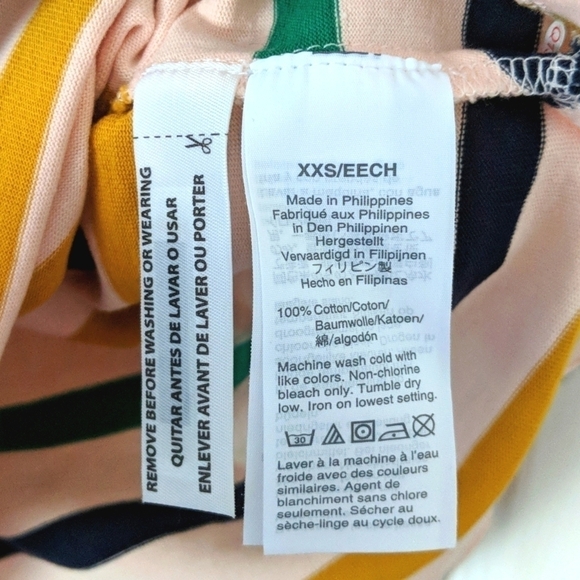 REMOVE BEFORE WASHING OR WEARING
QUITAR ANTES DE LAVAR O USAR
ENLEVER AVANT DE LAVER OU PORTER
XXS/EECH
Made in Philippines
Fabriqué aux Philippines
in Den Philippinen
Hergestellt
Vervaardigd in Filipijnen
フィリピン製
Hecho en Filipinas
100% Cotton/Coton/
Baumwolle/Katoen/
綿/algodón
Machine wash cold with
like colors. Non-chlorine
bleach only. Tumble dry
low. Iron on lowest setting.
30
Laver à la machine à l'eau
froide avec des couleurs
similaires. Agent de
blanchiment sans chlore
seulement. Sécher au
sèche-linge au cycle doux.